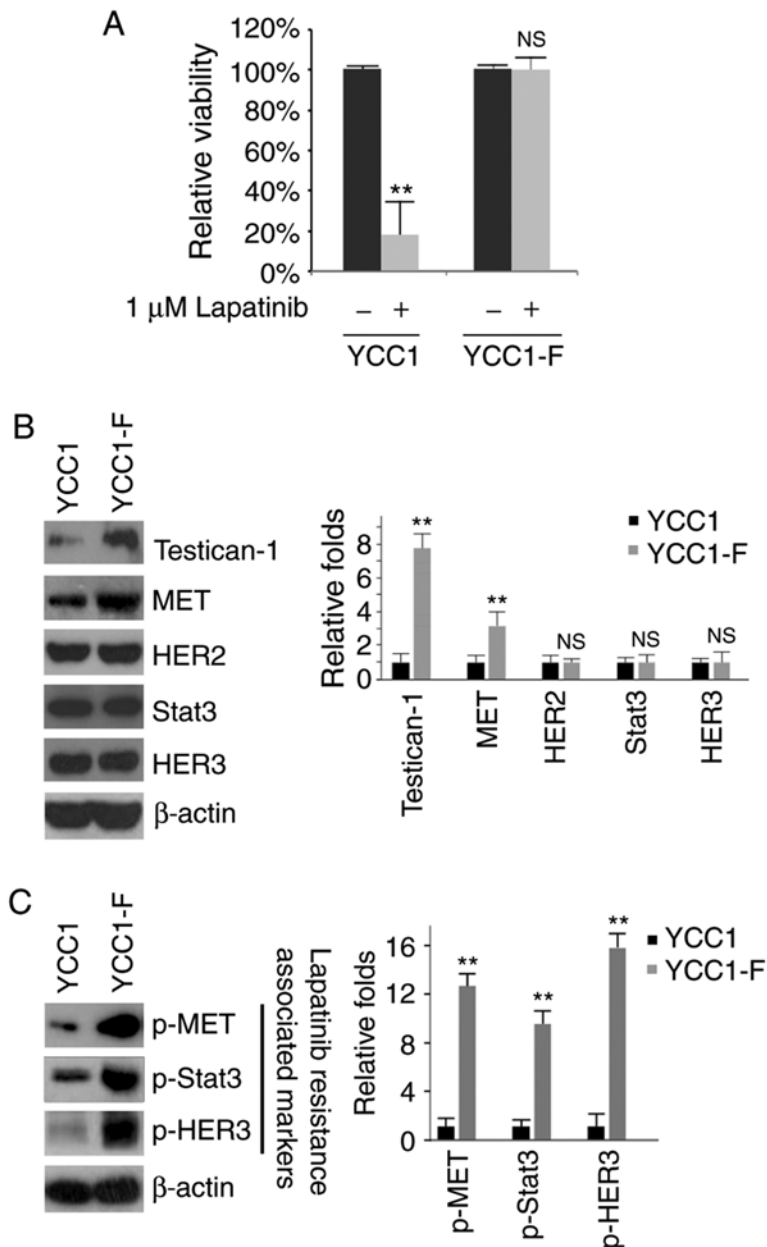 A
Relative viability
120%
100%
80%
60%
40%
20%
0%
**
NS
1 μM Lapatinib – + – +
YCC1 YCC1-F
B
YCC1 YCC1-F
Testican-1
MET
HER2
Stat3
HER3
β-actin
Relative folds
8
6
4
2
0
** ** NS NS NS
YCC1
YCC1-F
Testican-1 MET HER2 Stat3 HER3
C
YCC1 YCC1-F
p-MET
p-Stat3
p-HER3
β-actin
Lapatinib resistance
associated markers
Relative folds
16
12
8
4
0
** ** **
YCC1
YCC1-F
p-MET p-Stat3 p-HER3